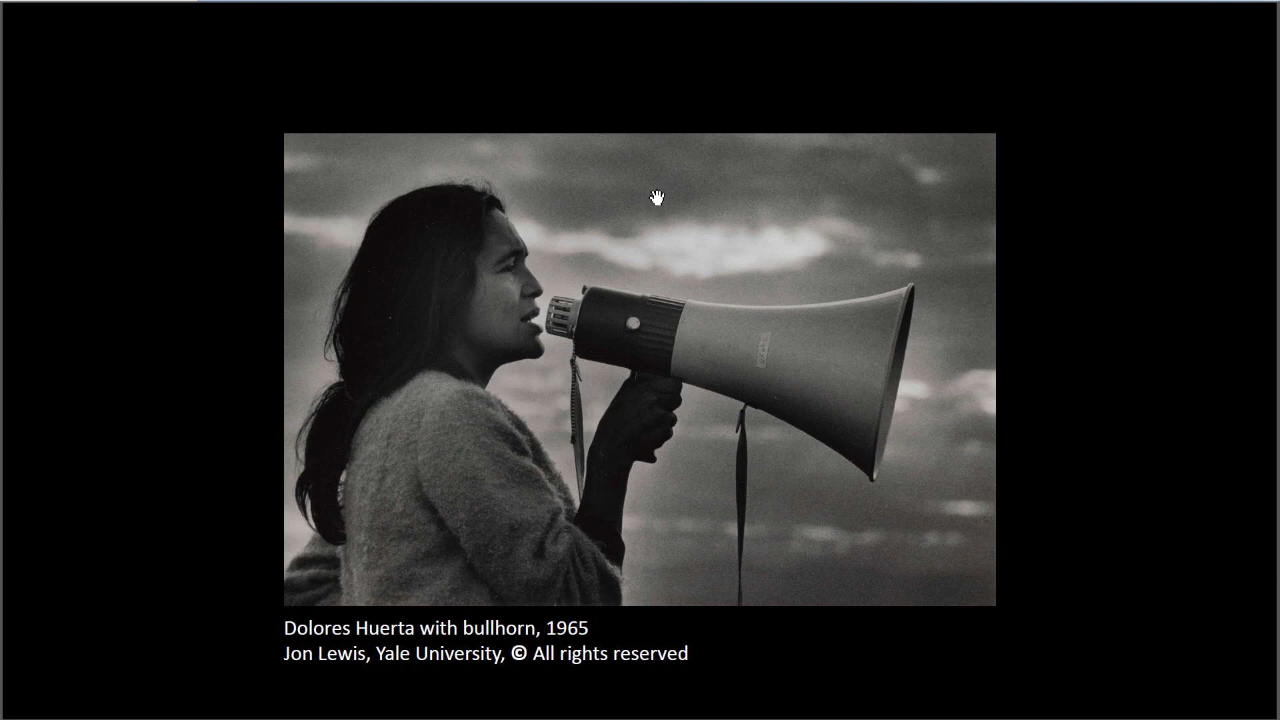 Dolores Huerta with bullhorn, 1965
Jon Lewis, Yale University, © All rights reserved